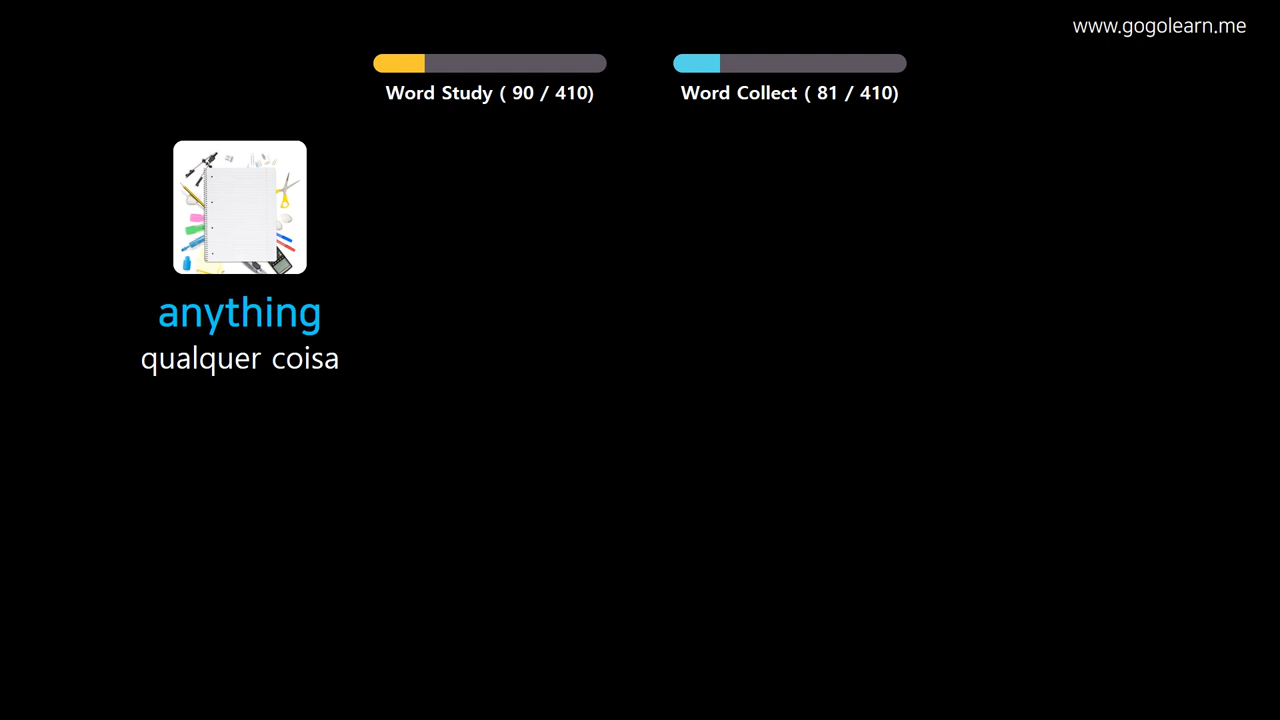 www.gogolearn.me
Word Study ( 90 / 410)
Word Collect ( 81 / 410)
anything
qualquer coisa